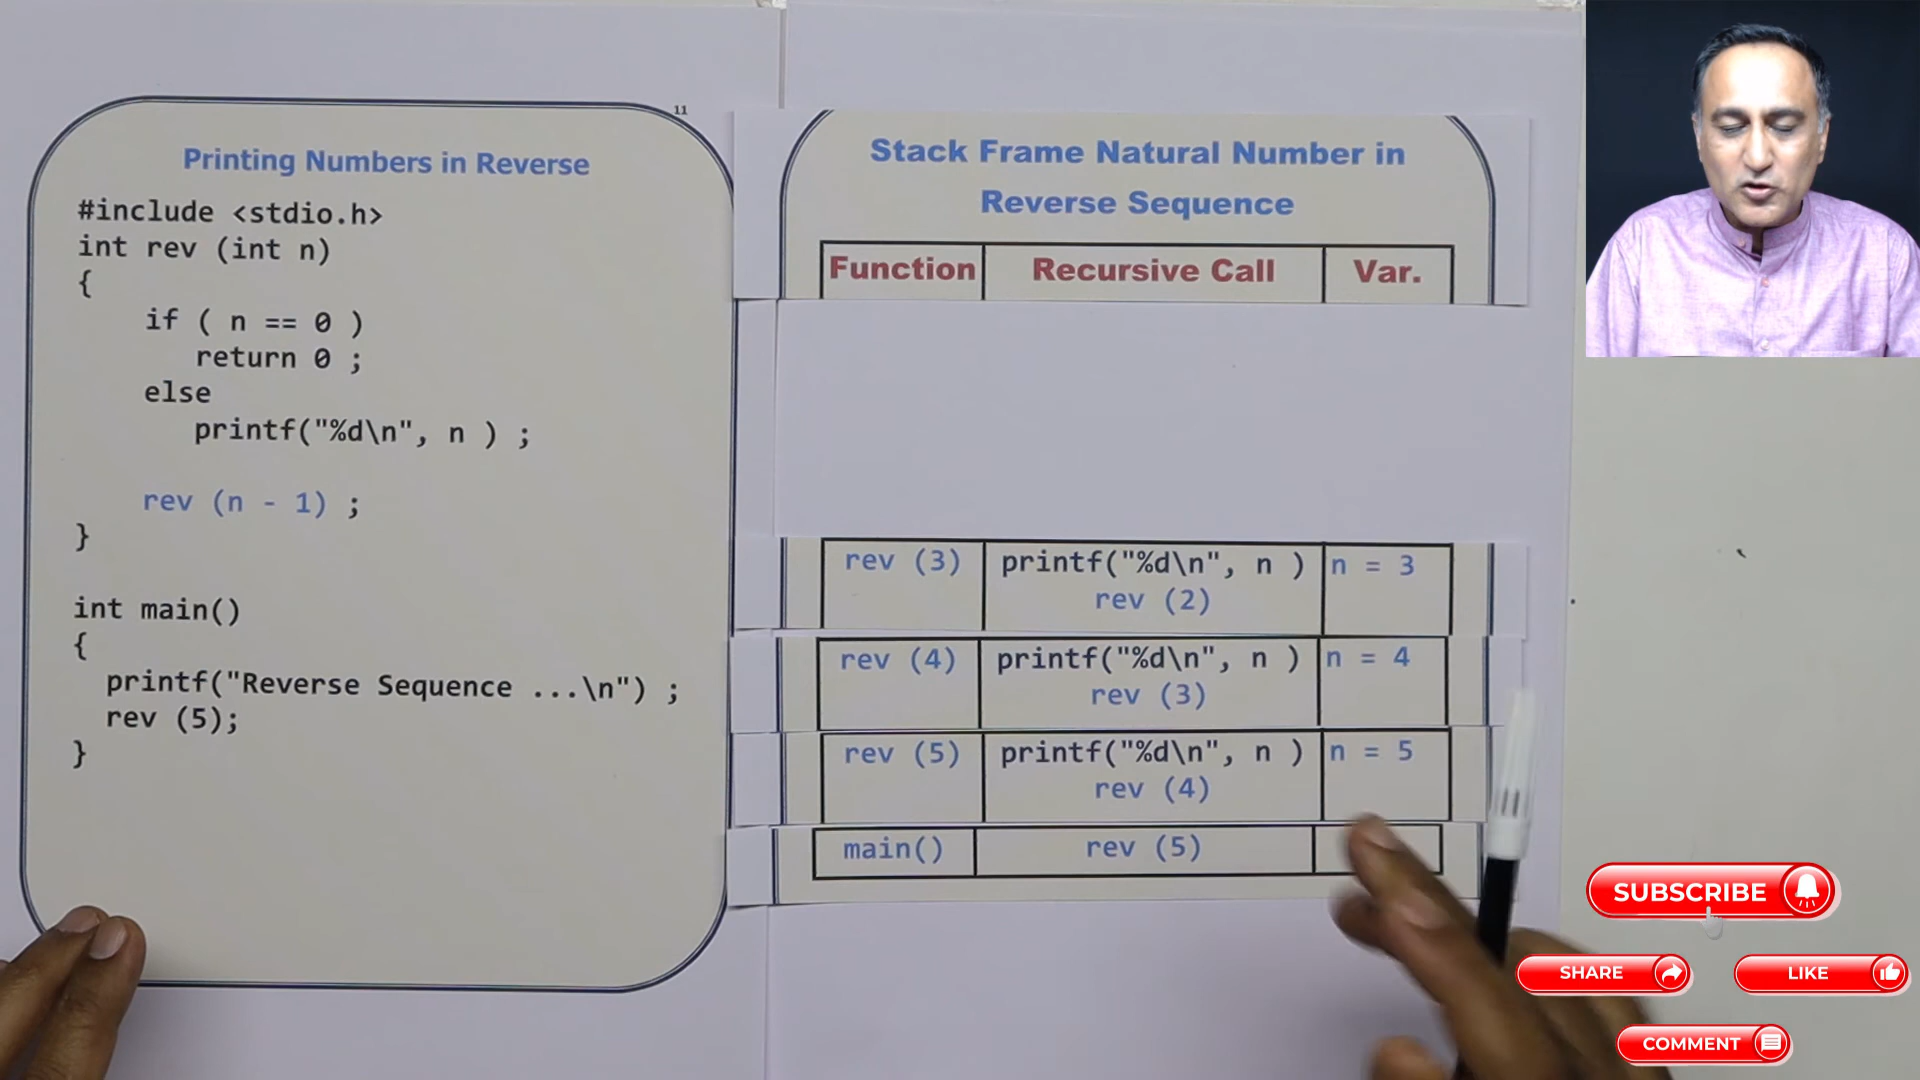 11
Printing Numbers in Reverse
#include <stdio.h>
int rev (int n)
{
if ( n == 0 )
return 0 ;
else
printf("%d\n", n ) ;
rev (n - 1) ;
}
int main()
{
printf("Reverse Sequence ...\n") ;
rev (5);
}
Stack Frame Natural Number in
Reverse Sequence
Function Recursive Call Var.
rev (3) printf("%d\n", n ) n = 3
rev (2)
rev (4) printf("%d\n", n ) n = 4
rev (3)
rev (5) printf("%d\n", n ) n = 5
rev (4)
main() rev (5)
SUBSCRIBE
SHARE LIKE
COMMENT